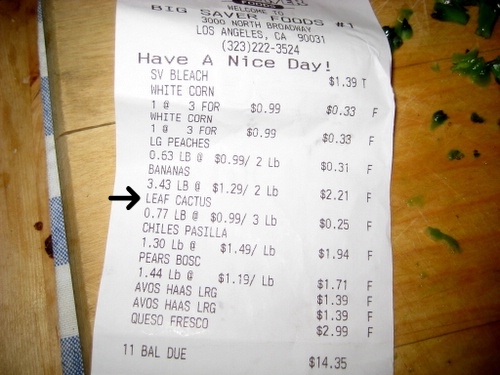 WELCOME TO
BIG SAVER FOODS #1
3000 NORTH BROADWAY
LOS ANGELES, CA 90031
(323)222-3524
Have A Nice Day!
SV BLEACH $1.39 T
WHITE CORN
1 @ 3 FOR $0.99 $0.33 F
WHITE CORN
1 @ 3 FOR $0.99 $0.33 F
LG PEACHES
0.63 LB @ $0.99/ 2 Lb $0.31 F
BANANAS
3.43 LB @ $1.29/ 2 Lb $2.21 F
LEAF CACTUS
0.77 LB @ $0.99/ 3 Lb $0.25 F
CHILES PASILLA
1.30 Lb @ $1.49/ Lb $1.94 F
PEARS BOSC
1.44 Lb @ $1.19/ Lb $1.71 F
AVOS HAAS LRG $1.39 F
AVOS HAAS LRG $1.39 F
QUESO FRESCO $2.99 F
11 BAL DUE $14.35